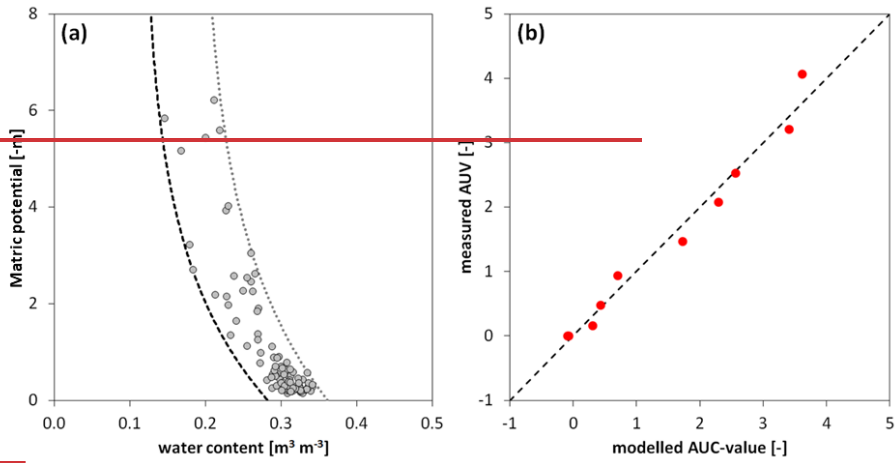 (a)
8
6
4
2
0
Matric potential [-m]
0.0 0.1 0.2 0.3 0.4 0.5
water content [m³ m⁻³]
(b)
5
4
3
2
1
0
-1
measured AUV [-]
-1 0 1 2 3 4 5
modelled AUC-value [-]